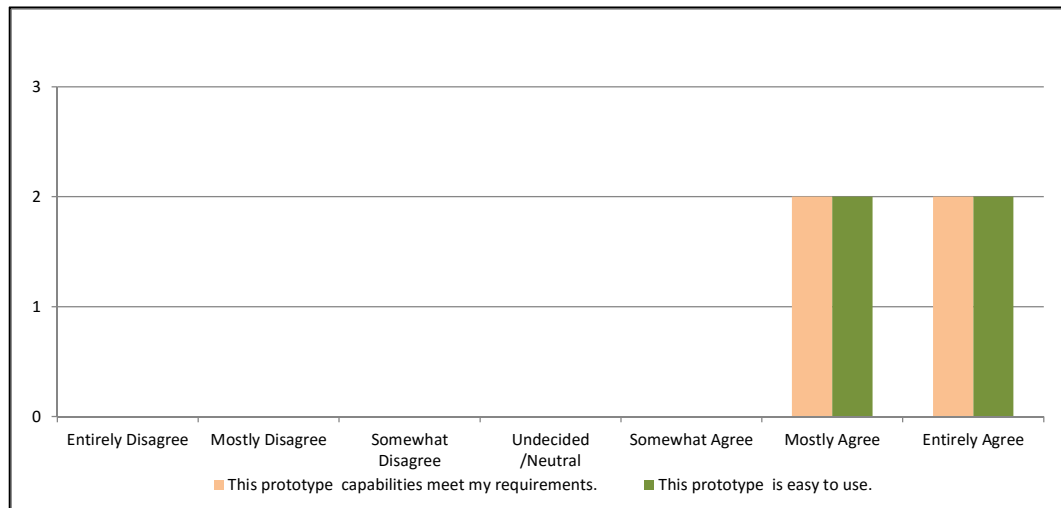 3
2
1
0
Entirely Disagree
Mostly Disagree
Somewhat
Disagree
Undecided
/Neutral
Somewhat Agree
Mostly Agree
Entirely Agree
This prototype  capabilities meet my requirements.
This prototype  is easy to use.